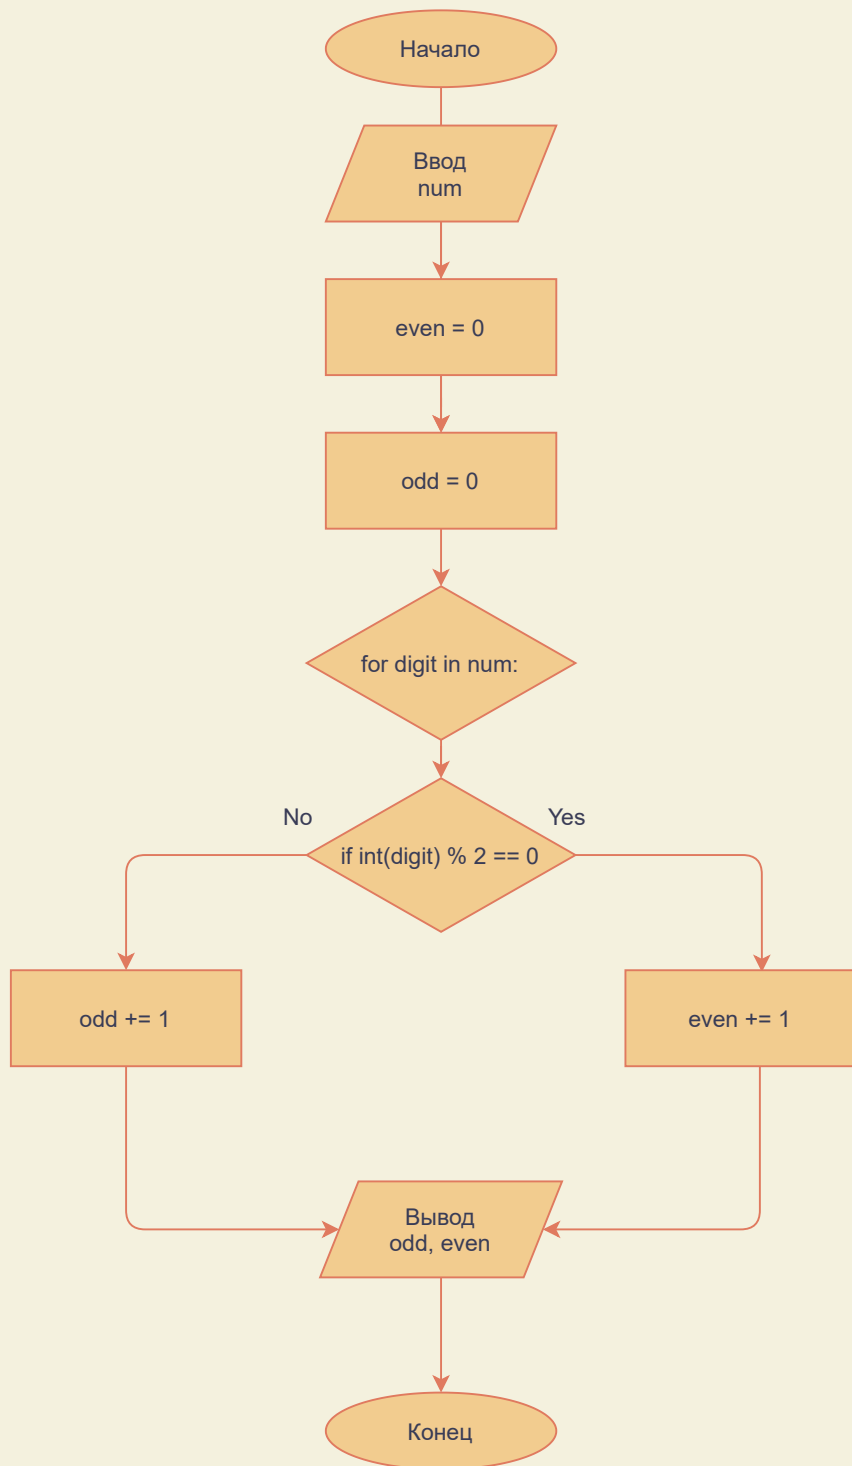 Начало
Ввод
num
even = 0
odd = 0
for digit in num:
No
Yes
if int(digit) % 2 == 0
odd += 1
even += 1
Вывод
odd, even
Конец